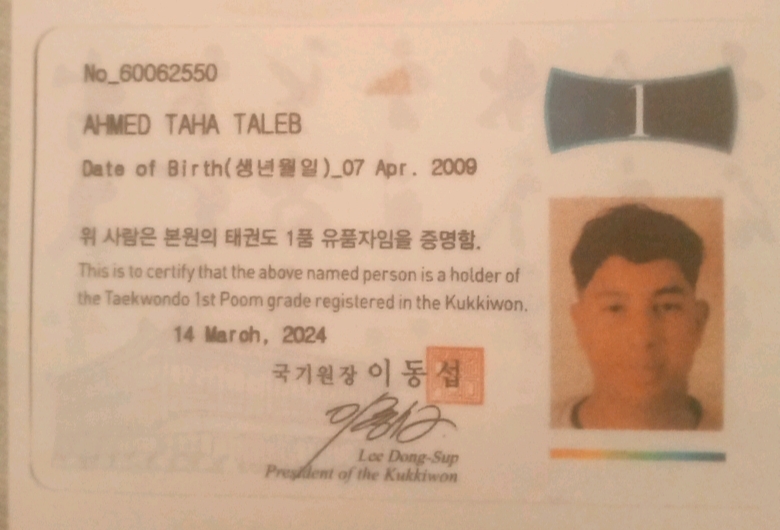 No_60062550
1
AHMED TAHA TALEB
Date of Birth(생년월일)_07 Apr. 2009
위 사람은 본원의 태권도 1품 유품자임을 증명함.
This is to certify that the above named person is a holder of
the Taekwondo 1st Poom grade registered in the Kukkiwon.
14 March, 2024
국기원장 이동섭
Lee Dong-Sup
President of the Kukkiwon